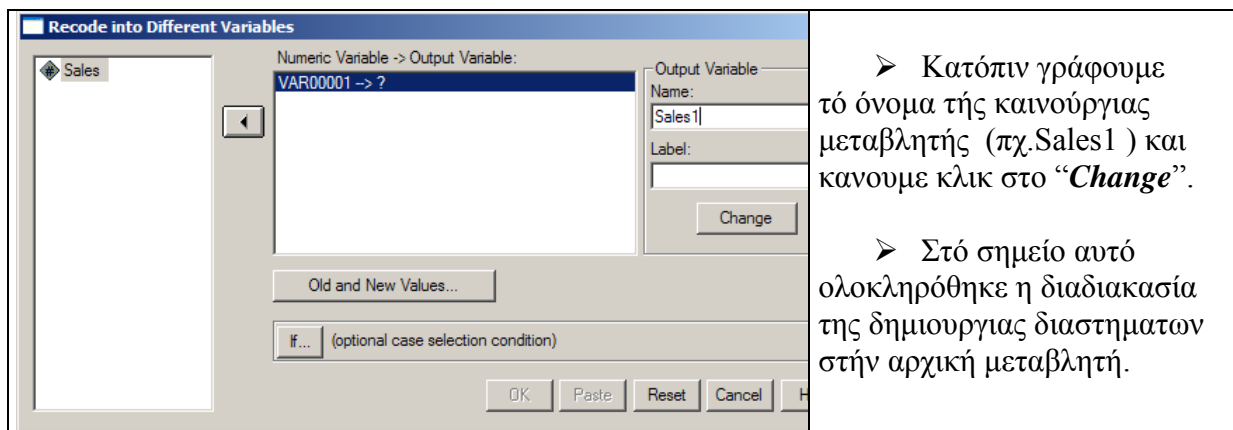 Recode into Different Variables
Sales
Numeric Variable -> Output Variable:
VAR00001 --> ?
Output Variable
Name:
Sales1
Label:
Change
Old and New Values...
If... (optional case selection condition)
OK Paste Reset Cancel H
➤ Κατόπιν γράφουμε
τό όνομα τής καινούργιας
μεταβλητής (πχ.Sales1 ) και
κανουμε κλικ στο “Change”.
➤ Στό σημείο αυτό
ολοκληρόθηκε η διαδιακασία
της δημιουργιας διαστηματων
στήν αρχική μεταβλητή.